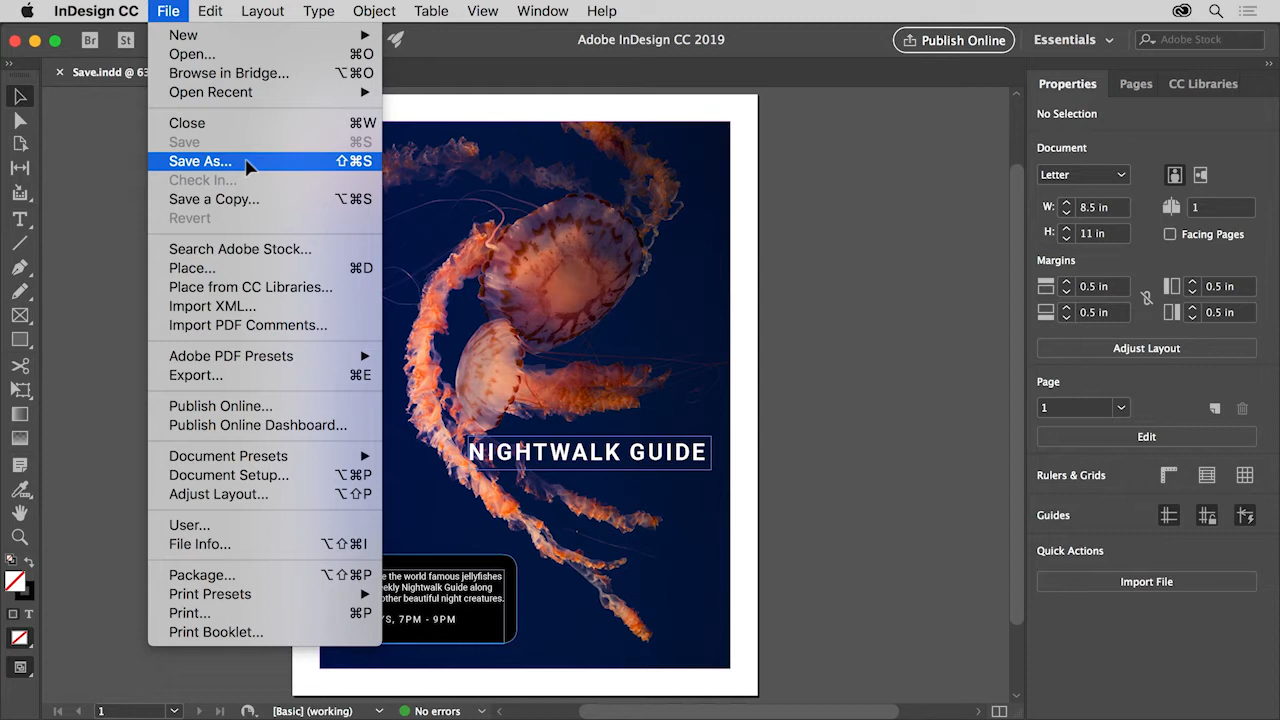 InDesign CC File Edit Layout Type Object Table View Window Help
Br St Adobe InDesign CC 2019 Publish Online Essentials Adobe Stock
× Save.indd @ 63
New
Open... ⌘O
Browse in Bridge... ⌥⌘O
Open Recent
Close ⌘W
Save ⌘S
Save As... ⇧⌘S
Check In...
Save a Copy... ⌥⌘S
Revert
Search Adobe Stock...
Place... ⌘D
Place from CC Libraries...
Import XML...
Import PDF Comments...
Adobe PDF Presets
Export... ⌘E
Publish Online...
Publish Online Dashboard...
Document Presets
Document Setup... ⌥⌘P
Adjust Layout... ⌥⇧P
User...
File Info... ⌥⇧⌘I
Package... ⌥⇧⌘P
Print Presets
Print... ⌘P
Print Booklet...
NIGHTWALK GUIDE
e the world famous jellyfishes
eekly Nightwalk Guide along
other beautiful night creatures.
YS, 7PM - 9PM
Properties Pages CC Libraries
No Selection
Document
Letter
W: 8.5 in 1
H: 11 in Facing Pages
Margins
0.5 in 0.5 in
0.5 in 0.5 in
Adjust Layout
Page
1
Edit
Rulers & Grids
Guides
Quick Actions
Import File
1 [Basic] (working) No errors